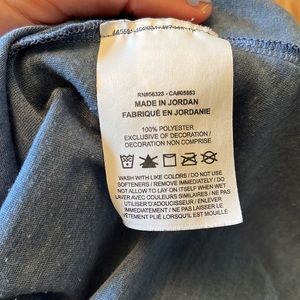 RN#56323 - CA#05553
MADE IN JORDAN
FABRIQUÉ EN JORDANIE
100% POLYESTER
EXCLUSIVE OF DECORATION /
DECORATION NON COMPRISE
WASH WITH LIKE COLORS / DO NOT USE
SOFTENERS / REMOVE IMMEDIATELY / DO
NOT ALLOW TO LAY ON ITSELF WHEN WET
LAVER AVEC COULEURS SIMILAIRES / NE PAS
UTILISER D'ADOUCISSEUR / ENLEVER
IMMÉDIATEMENT / NE PAS LAISSER LE
VÊTEMENT PLIÉ LORSQU'IL EST MOUILLÉ